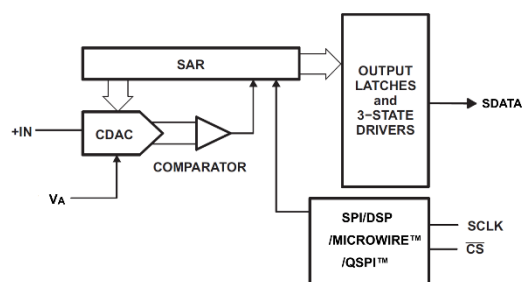 SAR
OUTPUT
LATCHES
and
3−STATE
DRIVERS
SDATA
+IN
CDAC
COMPARATOR
VA
SPI/DSP
/MICROWIRE™
/QSPI™
SCLK
CS